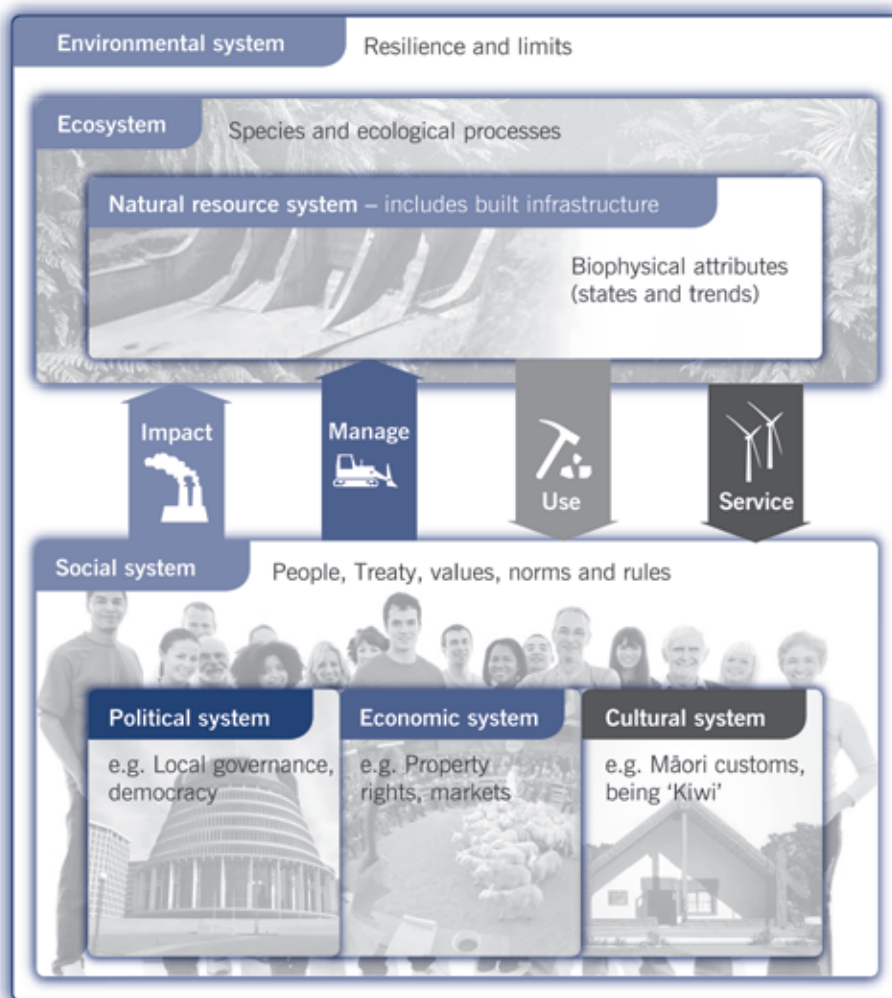 Environmental system
Resilience and limits
Ecosystem
Species and ecological processes
Natural resource system – includes built infrastructure
Biophysical attributes
(states and trends)
Impact
Manage
Use
Service
Social system
People, Treaty, values, norms and rules
Political system
e.g. Local governance,
democracy
Economic system
e.g. Property
rights, markets
Cultural system
e.g. Māori customs,
being ‘Kiwi’